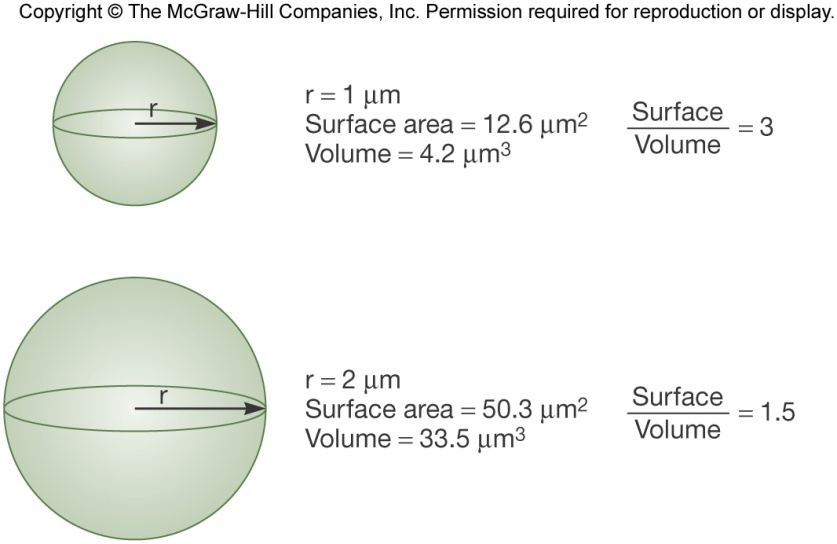 Copyright © The McGraw-Hill Companies, Inc. Permission required for reproduction or display.
r
r = 1 μm
Surface area = 12.6 μm²
Volume = 4.2 μm³
Surface
Volume
= 3
r
r = 2 μm
Surface area = 50.3 μm²
Volume = 33.5 μm³
Surface
Volume
= 1.5